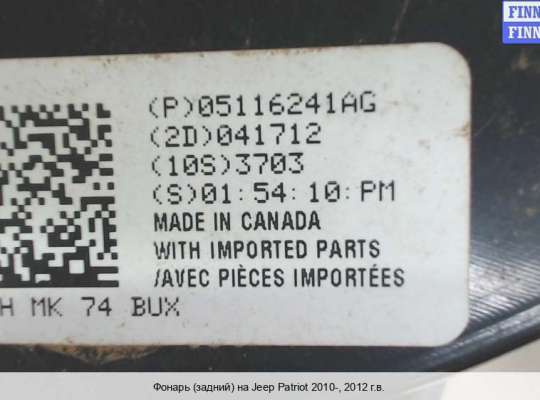 FINN
FINN
(P)05116241AG
(2D)041712
(10S)3703
(S)01:54:10:PM
MADE IN CANADA
WITH IMPORTED PARTS
/AVEC PIÈCES IMPORTÉES
H MK 74 BUX
Фонарь (задний) на Jeep Patriot 2010-, 2012 г.в.